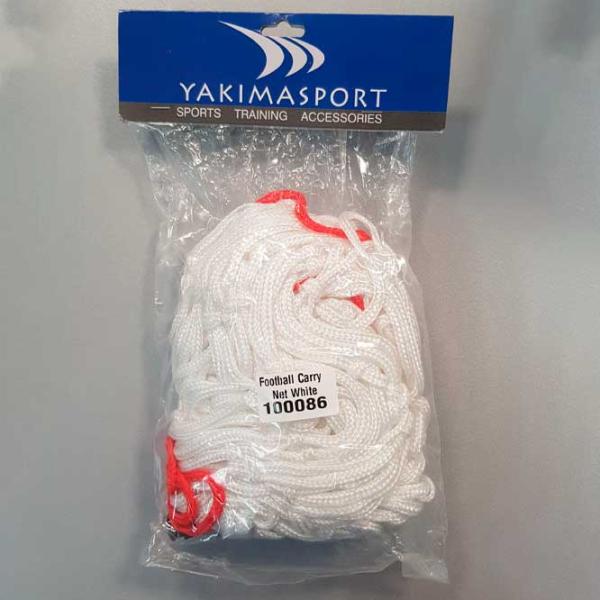 YAKIMASPORT
SPORTS TRAINING ACCESSORIES
Football Carry
Net White
100086